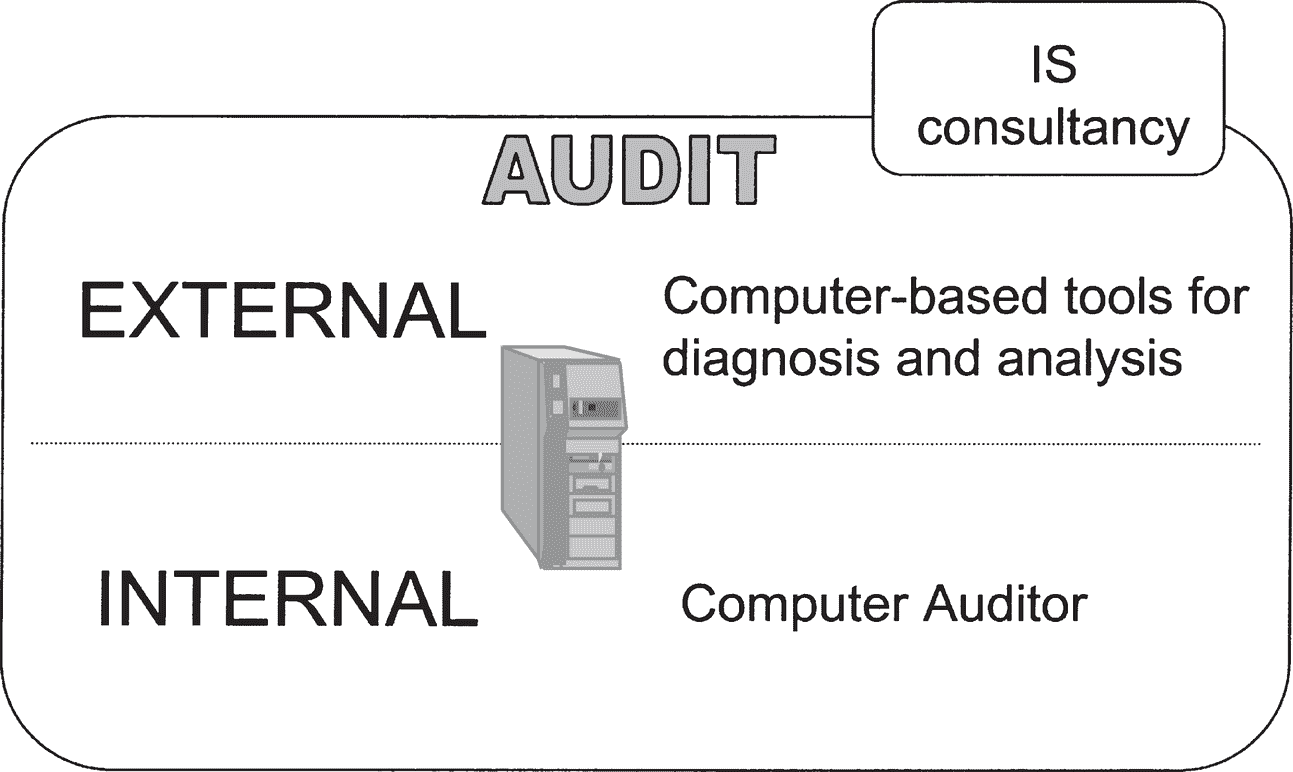 IS
consultancy
AUDIT
EXTERNAL
Computer-based tools for
diagnosis and analysis
INTERNAL
Computer Auditor